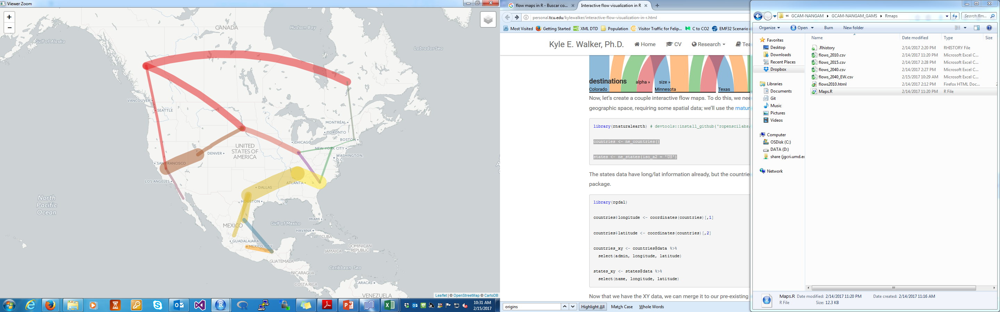 Viewer Zoom
+
−
CANADA
Hudson Bay
Gulf of Alaska
Labrador Sea
VANCOUVER
SEATTLE
MONTRÉAL
TORONTO
BOSTON
CHICAGO
NEW YORK CITY
UNITED
STATES OF
AMERICA
DENVER
WASHINGTON,
D.C.
SAN FRANCISCO
LOS ANGELES
ATLANTA
DALLAS
North
Pacific
Ocean
HOUSTON
MIAMI
MEXICO
Gulf of Mexico
HAVANA
CUBA
GUADALAJARA
MEXICO CITY
DOMINICAN
REPUBLIC
JAMAICA
GUATEMALA
Caribbean Sea
NICARAGUA
CARACAS
COSTA RICA
VENEZUELA
Leaflet | © OpenStreetMap © CartoDB
10:31 AM
2/15/2017
flow maps in R - Buscar co...
Interactive flow visualization in R
personal.tcu.edu/kylewalker/interactive-flow-visualization-in-r.html
Most Visited Getting Started XML DTD Population Visitor Traffic for Felip... C to CO2 EMF32 Scenario
Kyle E. Walker, Ph.D. Home CV Research Tea
destinations alpha » size »
Colorado Minnesota Texas
Now, let's create a couple interactive flow maps. To do this, we nee
geographic space, requiring some spatial data; we'll use the rnatur
library(rnaturalearth) # devtools::install_github('ropenscilabs/
countries <- ne_countries()
states <- ne_states(iso_a2 = 'US')
The states data have long/lat information already, but the countrie
package.
library(rgdal)
countries$longitude <- coordinates(countries)[,1]
countries$latitude <- coordinates(countries)[,2]
countries_xy <- countries@data %>%
select(admin, longitude, latitude)
states_xy <- states@data %>%
select(name, longitude, latitude)
Now that we have the XY data, we can merge it to our pre-existing
origins Highlight All Match Case Whole Words
« GCAM-NANGAM GCAM-NANGAM_GAMS Rmaps Search Rm...
Organize Open Burn New folder
Favorites
Desktop
Downloads
Recent Places
Dropbox
Libraries
Documents
Git
Music
Pictures
Videos
Computer
OSDisk (C:)
DATA (D:)
share (jgcri.umd.ed
Network
Name Date modified Type Size
.Rhistory 2/14/2017 2:20 PM RHISTORY File
flows_2010.csv 2/14/2017 11:20 PM Microsoft Excel C...
flows_2015.csv 2/14/2017 2:28 PM Microsoft Excel C...
flows_2040.csv 2/14/2017 2:27 PM Microsoft Excel C...
flows_2040_EW.csv 2/15/2017 10:29 AM Microsoft Excel C...
flows2010.html 2/14/2017 2:12 PM Firefox HTML Doc... 2
Maps.R 2/14/2017 11:20 PM R File
Maps.R Date modified: 2/14/2017 11:20 PM Date created: 2/14/2017 11:16 AM
R File Size: 12.3 KB